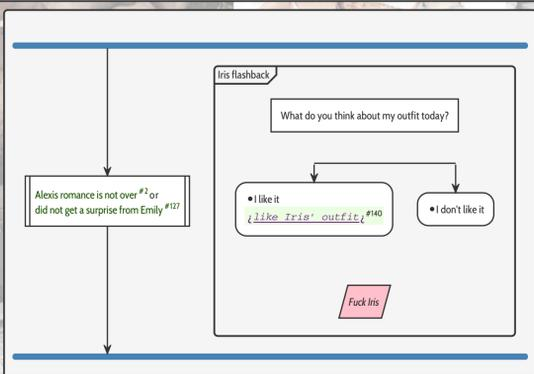 Iris flashback
What do you think about my outfit today?
Alexis romance is not over #2 or
did not get a surprise from Emily #127
•I like it
¿like Iris' outfit¿ #140
•I don't like it
Fuck Iris